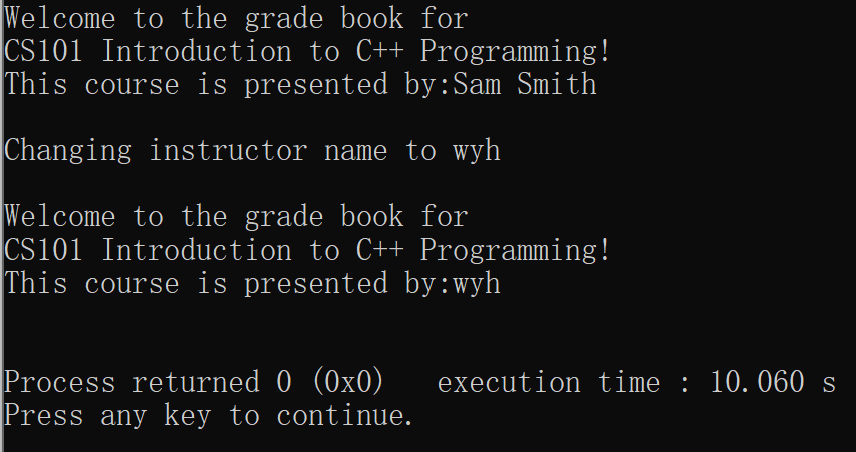 Welcome to the grade book for
CS101 Introduction to C++ Programming!
This course is presented by:Sam Smith
Changing instructor name to wyh
Welcome to the grade book for
CS101 Introduction to C++ Programming!
This course is presented by:wyh
Process returned 0 (0x0)   execution time : 10.060 s
Press any key to continue.